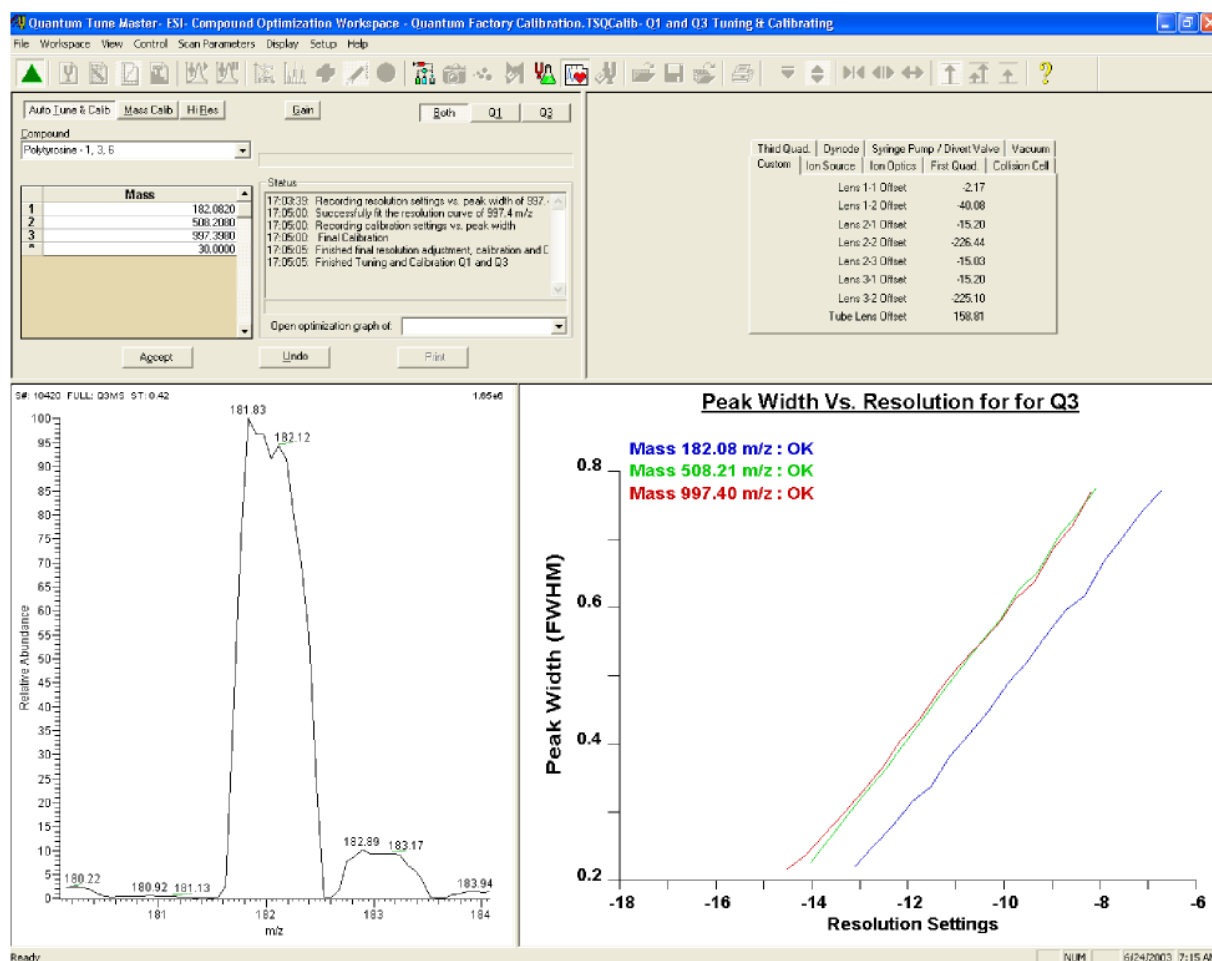 Quantum Tune Master- ESI- Compound Optimization Workspace - Quantum Factory Calibration.TSQCalib- Q1 and Q3 Tuning & Calibrating
File Workspace View Control Scan Parameters Display Setup Help
Auto Tune & Calib Mass Calib HiRes Gain Both Q1 Q3
Compound
Polytyrosine - 1, 3, 6
Mass
1 182.0820
2 508.2080
3 997.3980
* 30.0000
Status
17:03:39: Recording resolution settings vs. peak width of 997.4
17:05:00: Successfully fit the resolution curve of 997.4 m/z
17:05:00: Recording calibration settings vs. peak width
17:05:00: Final Calibration
17:05:05: Finished final resolution adjustment, calibration and D
17:05:05: Finished Tuning and Calibration Q1 and Q3
Open optimization graph of:
Accept Undo Print
Third Quad. Dynode Syringe Pump / Divert Valve Vacuum
Custom Ion Source Ion Optics First Quad. Collision Cell
Lens 1-1 Offset -2.17
Lens 1-2 Offset -40.08
Lens 2-1 Offset -15.20
Lens 2-2 Offset -226.44
Lens 2-3 Offset -15.03
Lens 3-1 Offset -15.20
Lens 3-2 Offset -225.10
Tube Lens Offset 158.81
S#: 10420 FULL: Q3MS ST: 0.42 1.65e6
181.83
182.12
182.89
183.17
180.22
180.92
181.13
183.94
100
95
90
85
80
75
70
65
60
55
50
45
40
35
30
25
20
15
10
5
0
Relative Abundance
181 182 183 184
m/z
Peak Width Vs. Resolution for for Q3
Mass 182.08 m/z : OK
Mass 508.21 m/z : OK
Mass 997.40 m/z : OK
0.8
0.6
0.4
0.2
Peak Width (FWHM)
-18 -16 -14 -12 -10 -8 -6
Resolution Settings
Ready NUM 6/24/2003 7:15 AM